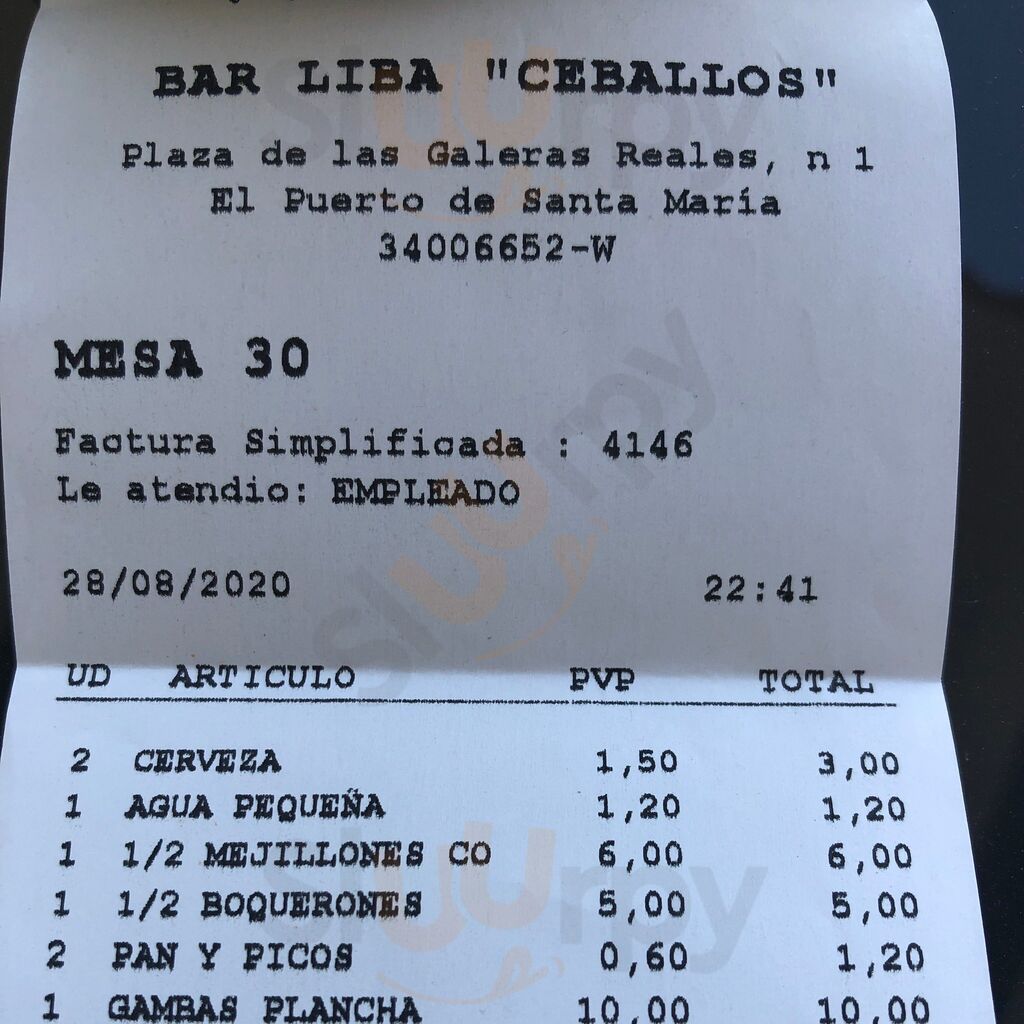 BAR LIBA "CEBALLOS"
Plaza de las Galeras Reales, n 1
El Puerto de Santa María
34006652-W
MESA 30
Factura Simplificada : 4146
Le atendio: EMPLEADO
28/08/2020 22:41
UD ARTICULO PVP TOTAL
2 CERVEZA 1,50 3,00
1 AGUA PEQUEÑA 1,20 1,20
1 1/2 MEJILLONES CO 6,00 6,00
1 1/2 BOQUERONES 5,00 5,00
2 PAN Y PICOS 0,60 1,20
1 GAMBAS PLANCHA 10,00 10,00
slurpy
slurpy
slurpy